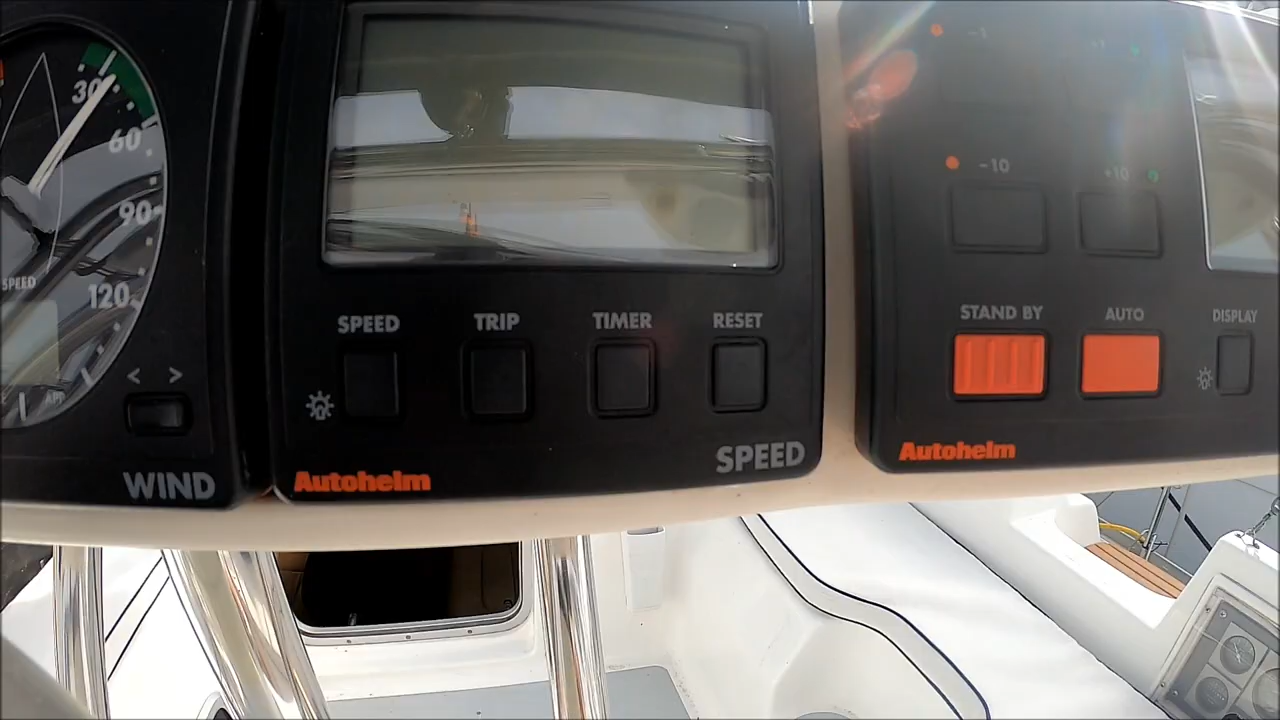 30
60
90
120
SPEED
< >
WIND
SPEED TRIP TIMER RESET
Autohelm
SPEED
-1
-10 +10
STAND BY AUTO DISPLAY
Autohelm